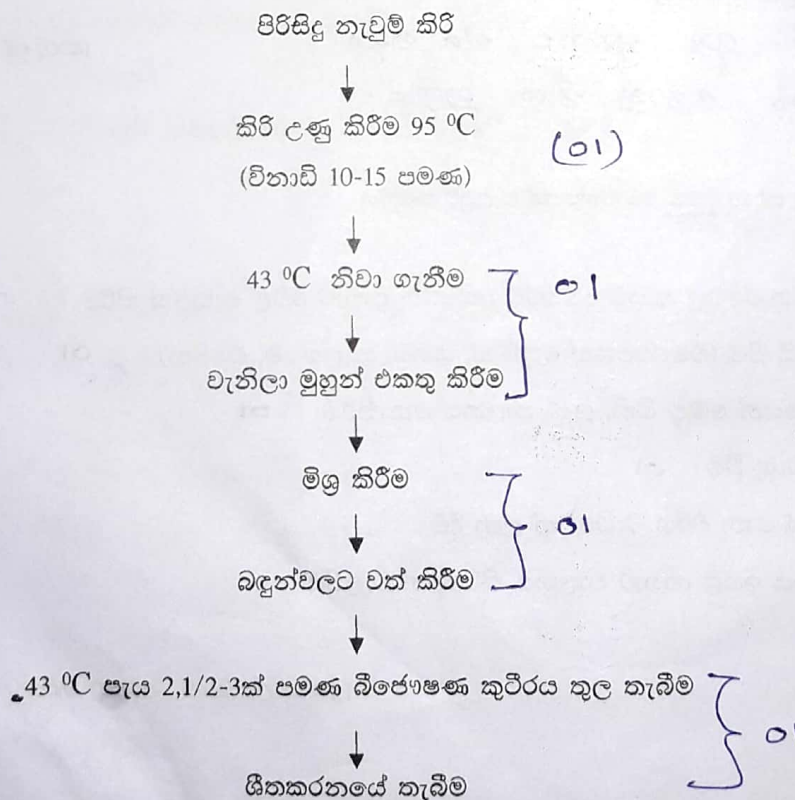 පිරිසිදු නැවුම් කිරි
කිරි උණු කිරීම 95 ⁰C
(01)
(විනාඩි 10-15 පමණ)
43 ⁰C නිවා ගැනීම
01
වැනිලා මුහුන් එකතු කිරීම
මිශ්‍ර කිරීම
01
බඳුන්වලට වත් කිරීම
43 ⁰C පැය 2,1/2-3ක් පමණ බීජෞෂණ කුටීරය තුල තැබීම
ශීතකරනයේ තැබීම